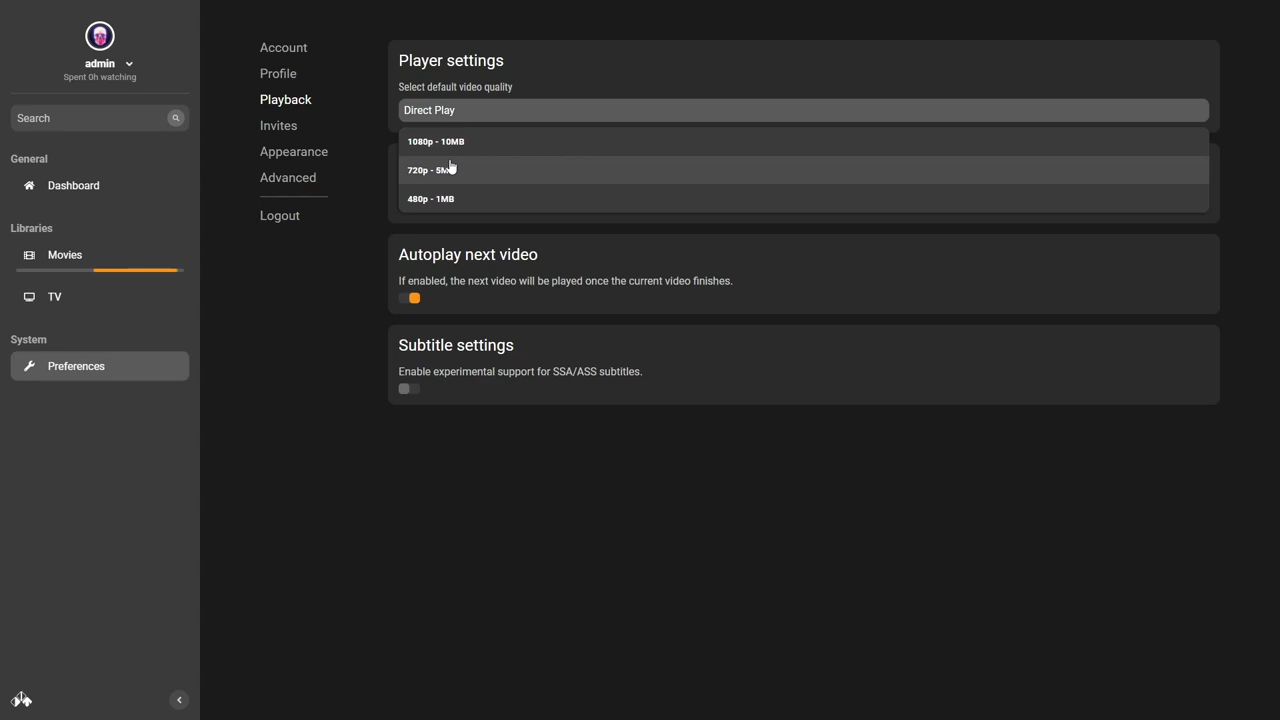 admin
Spent 0h watching
Search
General
Dashboard
Libraries
Movies
TV
System
Preferences
Account
Profile
Playback
Invites
Appearance
Advanced
Logout
Player settings
Select default video quality
Direct Play
1080p - 10MB
720p - 5MB
480p - 1MB
Autoplay next video
If enabled, the next video will be played once the current video finishes.
Subtitle settings
Enable experimental support for SSA/ASS subtitles.